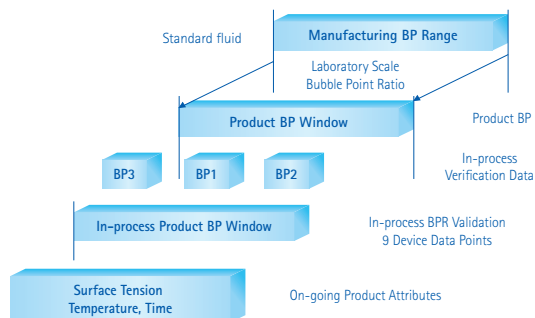 Standard fluid
Manufacturing BP Range
Laboratory Scale
Bubble Point Ratio
Product BP Window
Product BP
BP3
BP1
BP2
In-process
Verification Data
In-process Product BP Window
In-process BPR Validation
9 Device Data Points
Surface Tension
Temperature, Time
On-going Product Attributes